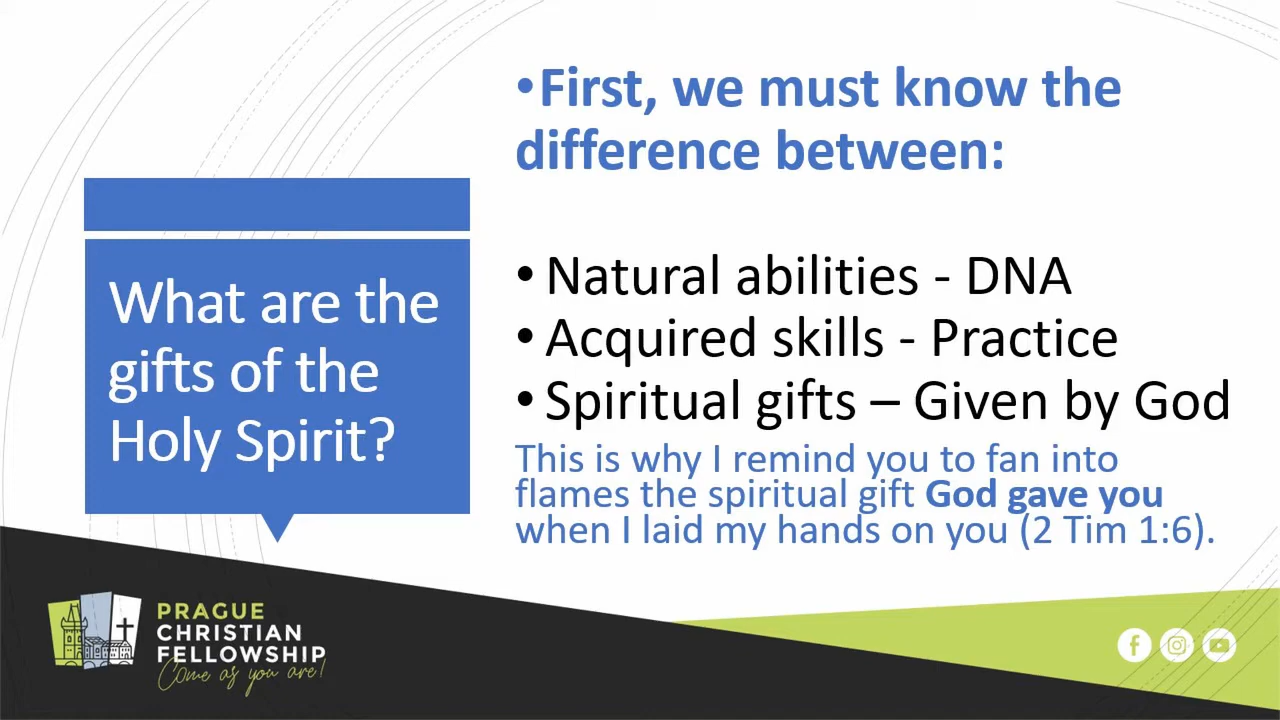 What are the
gifts of the
Holy Spirit?
•First, we must know the
difference between:
• Natural abilities - DNA
• Acquired skills - Practice
• Spiritual gifts – Given by God
This is why I remind you to fan into
flames the spiritual gift God gave you
when I laid my hands on you (2 Tim 1:6).
PRAGUE
CHRISTIAN
FELLOWSHIP
Come as you are!